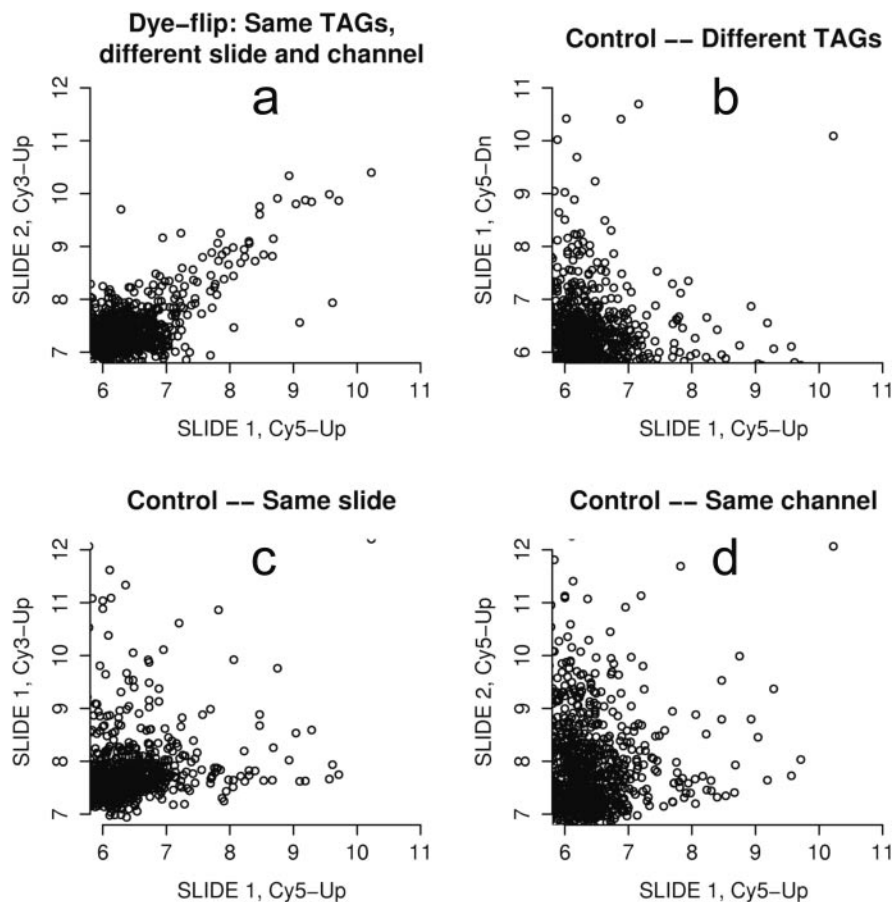 Dye-flip: Same TAGs,
different slide and channel
a
SLIDE 2, Cy3-Up
12
11
10
9
8
7
6 7 8 9 10 11
SLIDE 1, Cy5-Up
Control -- Different TAGs
b
SLIDE 1, Cy5-Dn
11
10
9
8
7
6
6 7 8 9 10 11
SLIDE 1, Cy5-Up
Control -- Same slide
c
SLIDE 1, Cy3-Up
12
11
10
9
8
7
6 7 8 9 10 11
SLIDE 1, Cy5-Up
Control -- Same channel
d
SLIDE 2, Cy5-Up
12
11
10
9
8
7
6 7 8 9 10 11
SLIDE 1, Cy5-Up